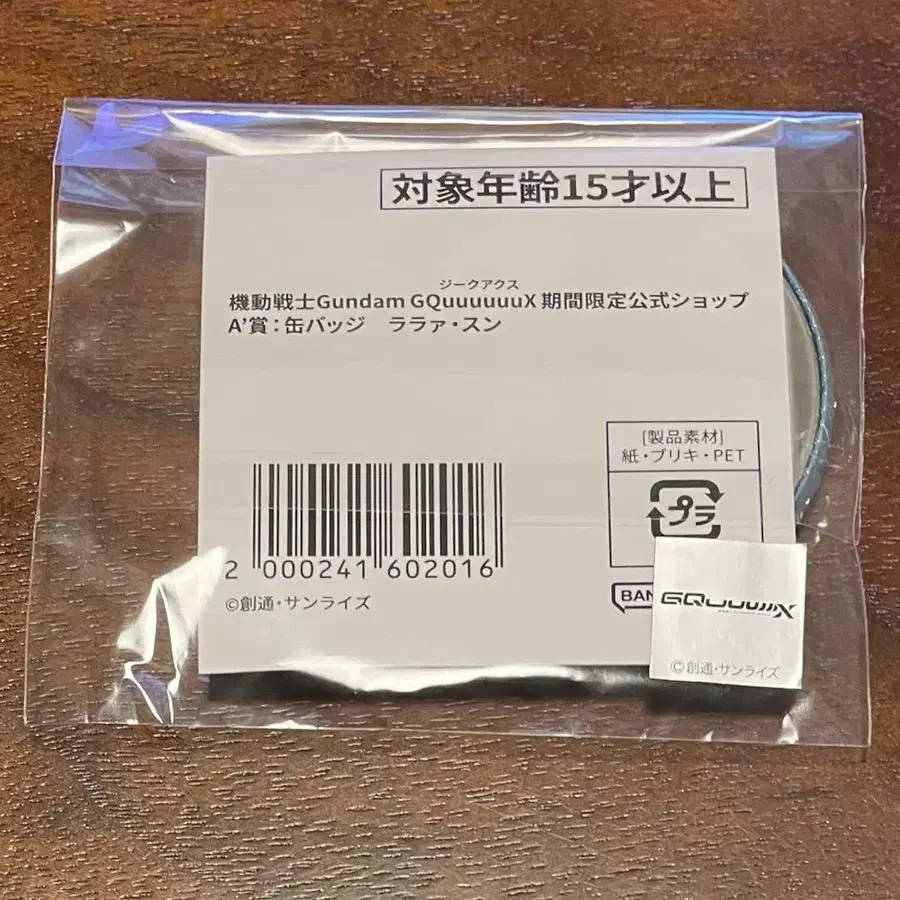 対象年齢15才以上
ジークアクス
機動戦士Gundam GQuuuuuuX 期間限定公式ショップ
A’賞：缶バッジ　ララァ・スン
[製品素材]
紙・ブリキ・PET
プラ
2 000241 602016
©創通・サンライズ
BAN
GQuuuuuuX
©創通・サンライズ